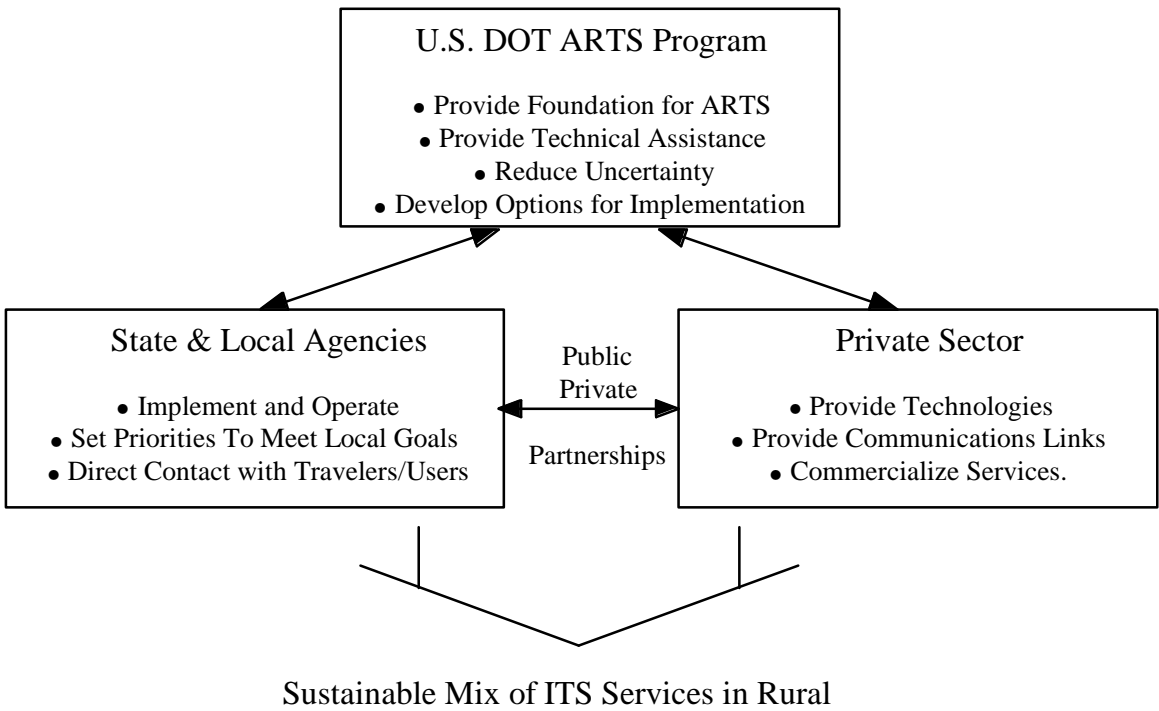 U.S. DOT ARTS Program
● Provide Foundation for ARTS
● Provide Technical Assistance
● Reduce Uncertainty
● Develop Options for Implementation
State & Local Agencies
● Implement and Operate
● Set Priorities To Meet Local Goals
● Direct Contact with Travelers/Users
Public
Private
Partnerships
Private Sector
● Provide Technologies
● Provide Communications Links
● Commercialize Services.
Sustainable Mix of ITS Services in Rural